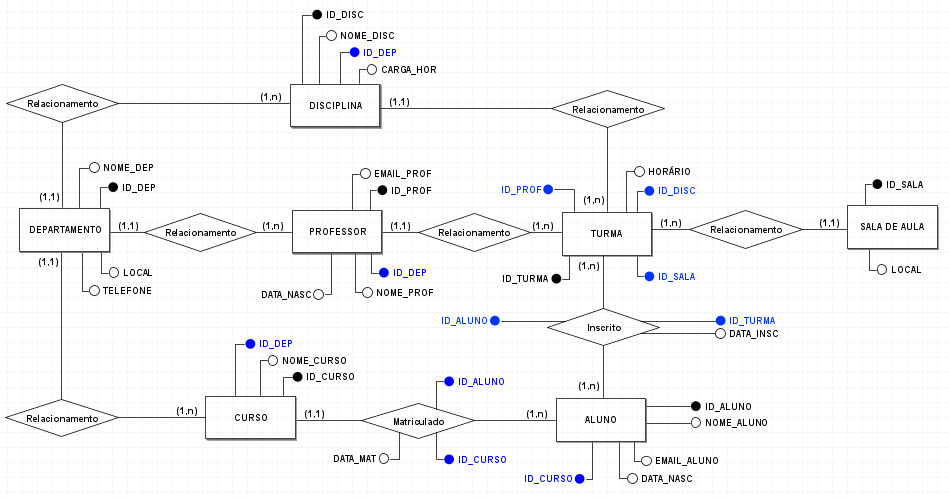 ID_DISC
NOME_DISC
ID_DEP
CARGA_HOR
Relacionamento
(1,n)
DISCIPLINA
(1,1)
Relacionamento
NOME_DEP
ID_DEP
(1,1)
DEPARTAMENTO
(1,1)
(1,1)
LOCAL
TELEFONE
Relacionamento
(1,n)
EMAIL_PROF
ID_PROF
PROFESSOR
(1,1)
ID_DEP
DATA_NASC
NOME_PROF
Relacionamento
(1,n)
ID_PROF
(1,n)
HORÁRIO
ID_DISC
TURMA
(1,n)
ID_TURMA
(1,n)
ID_SALA
Relacionamento
(1,1)
ID_SALA
SALA DE AULA
LOCAL
ID_ALUNO
Inscrito
ID_TURMA
DATA_INSC
(1,n)
Relacionamento
(1,n)
ID_DEP
NOME_CURSO
ID_CURSO
CURSO
(1,1)
ID_ALUNO
Matriculado
DATA_MAT
ID_CURSO
(1,n)
ALUNO
ID_ALUNO
NOME_ALUNO
EMAIL_ALUNO
ID_CURSO
DATA_NASC